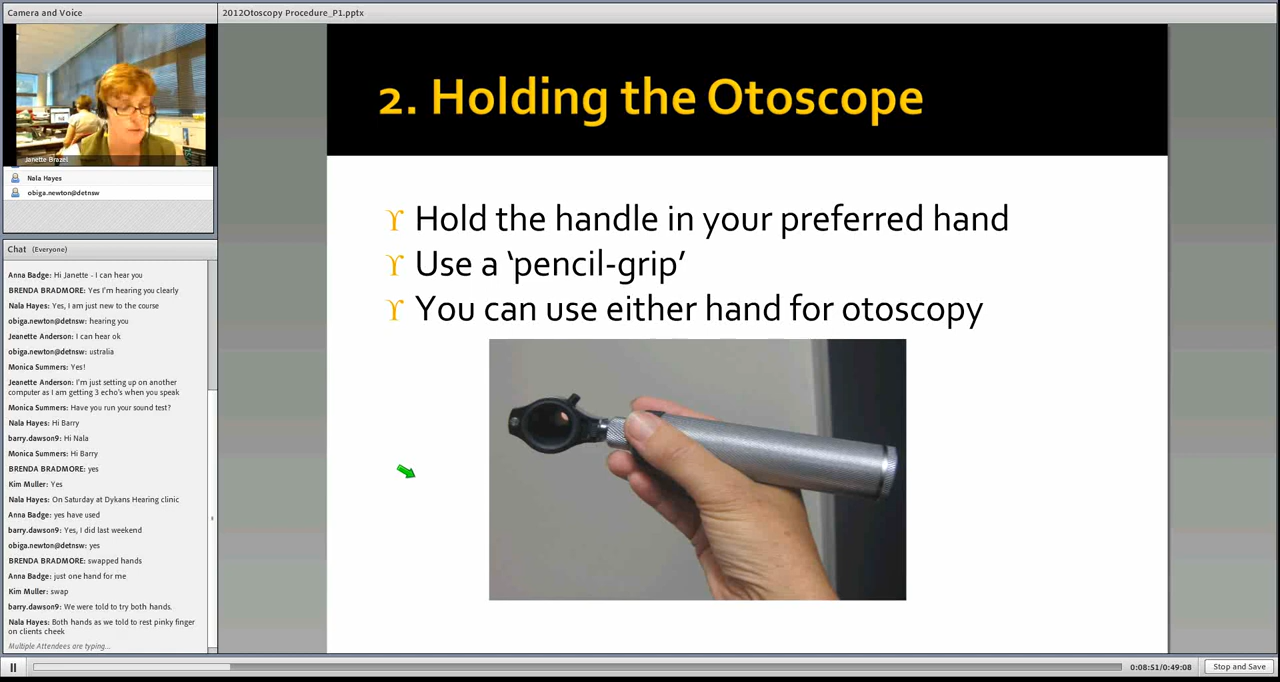 Camera and Voice
2012Otoscopy Procedure_P1.pptx
Janette Brazel
Nala Hayes
obiga.newton@detnsw
Chat (Everyone)
Anna Badge: Hi Janette - I can hear you
BRENDA BRADMORE: Yes I'm hearing you clearly
Nala Hayes: Yes, I am just new to the course
obiga.newton@detnsw: hearing you
Jeanette Anderson: I can hear ok
obiga.newton@detnsw: ustralia
Monica Summers: Yes!
Jeanette Anderson: I'm just setting up on another
computer as I am getting 3 echo's when you speak
Monica Summers: Have you run your sound test?
Nala Hayes: Hi Barry
barry.dawson9: Hi Nala
Monica Summers: Hi Barry
BRENDA BRADMORE: yes
Kim Muller: Yes
Nala Hayes: On Saturday at Dykans Hearing clinic
Anna Badge: yes have used
barry.dawson9: Yes, I did last weekend
obiga.newton@detnsw: yes
BRENDA BRADMORE: swapped hands
Anna Badge: just one hand for me
Kim Muller: swap
barry.dawson9: We were told to try both hands.
Nala Hayes: Both hands as we told to rest pinky finger
on clients cheek
Multiple Attendees are typing...
2. Holding the Otoscope
Hold the handle in your preferred hand
Use a ‘pencil-grip’
You can use either hand for otoscopy
0:08:51/0:49:08
Stop and Save